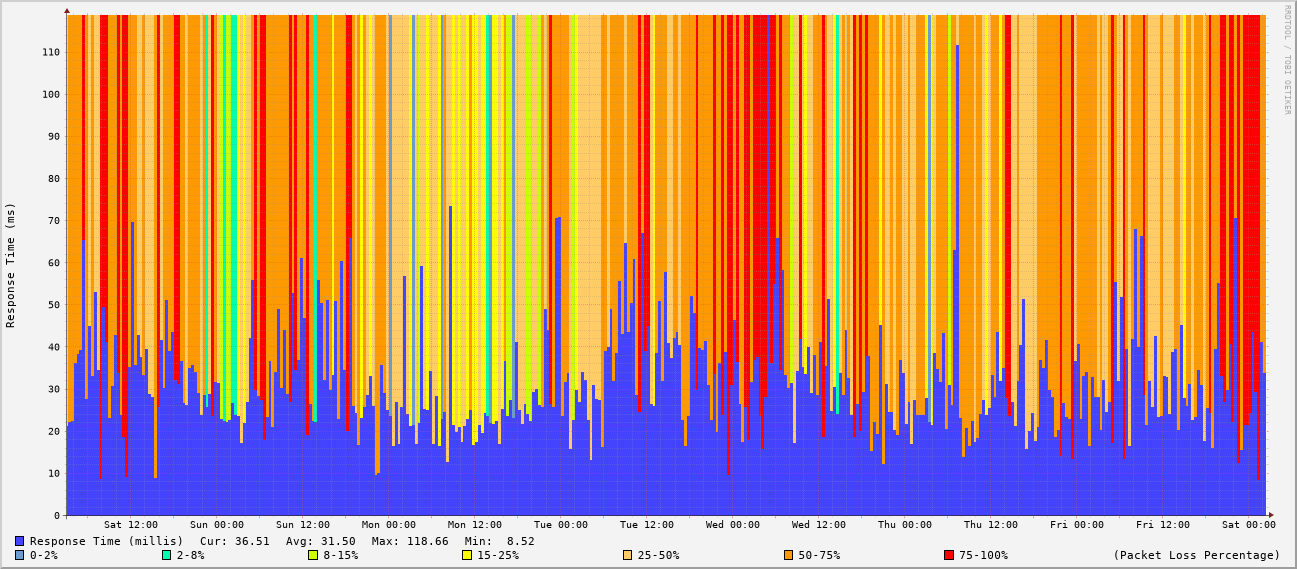 RRDTOOL / TOBI OETIKER
Response Time (ms)
110
100
90
80
70
60
50
40
30
20
10
0
Sat 12:00 Sun 00:00 Sun 12:00 Mon 00:00 Mon 12:00 Tue 00:00 Tue 12:00 Wed 00:00 Wed 12:00 Thu 00:00 Thu 12:00 Fri 00:00 Fri 12:00 Sat 00:00
Response Time (millis) Cur: 36.51 Avg: 31.50 Max: 118.66 Min: 8.52
0-2% 2-8% 8-15% 15-25% 25-50% 50-75% 75-100% (Packet Loss Percentage)